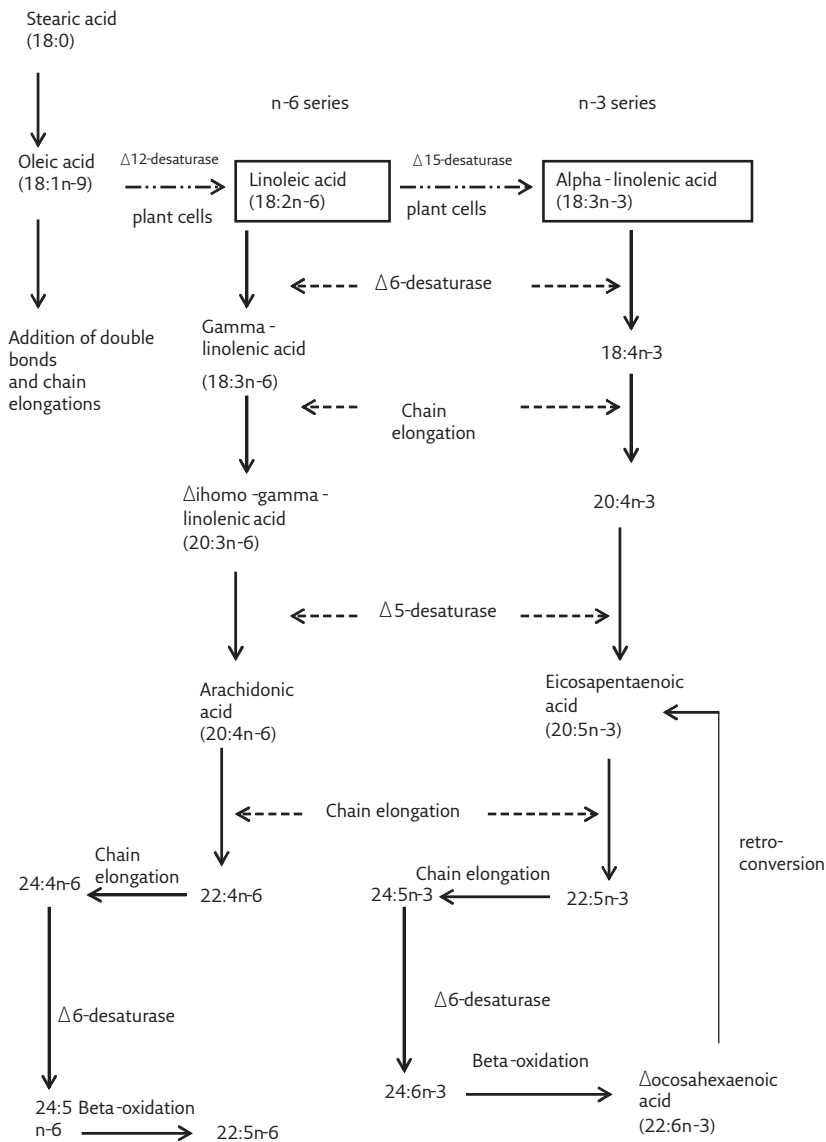 Stearic acid
(18:0)
n-6 series
n-3 series
Oleic acid
(18:1n-9)
Δ12-desaturase
plant cells
Linoleic acid
(18:2n-6)
Δ15-desaturase
plant cells
Alpha-linolenic acid
(18:3n-3)
Δ6-desaturase
Addition of double
bonds
and chain
elongations
Gamma-
linolenic acid
(18:3n-6)
18:4n-3
Chain
elongation
Δihomo-gamma-
linolenic acid
(20:3n-6)
20:4n-3
Δ5-desaturase
Arachidonic
acid
(20:4n-6)
Eicosapentaenoic
acid
(20:5n-3)
Chain elongation
retro-
conversion
24:4n-6
Chain
elongation
22:4n-6
24:5n-3
Chain elongation
22:5n-3
Δ6-desaturase
Δ6-desaturase
24:5
n-6
Beta-oxidation
22:5n-6
24:6n-3
Beta-oxidation
Δocosahexaenoic
acid
(22:6n-3)